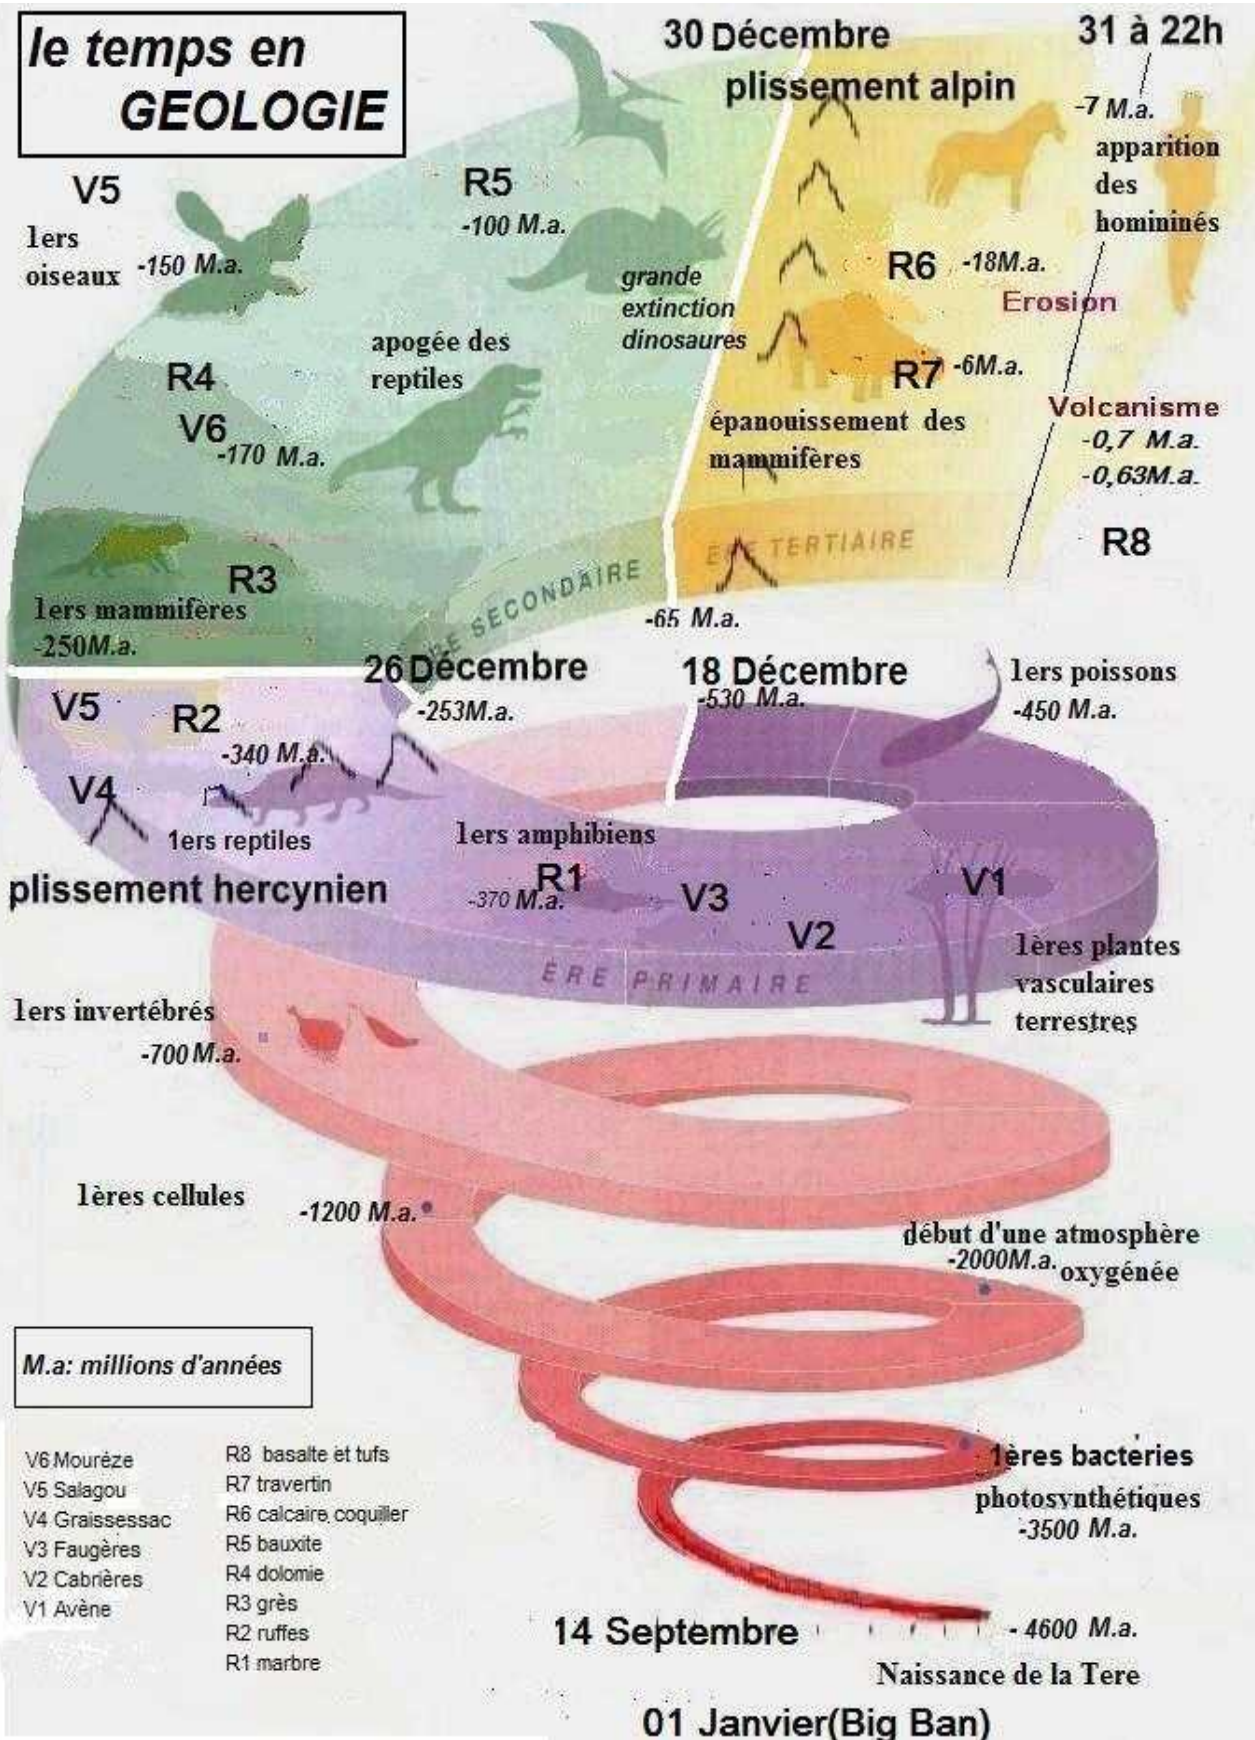 le temps en
GEOLOGIE
30 Décembre
plissement alpin
31 à 22h
-7 M.a.
apparition
des
homininés
V5
1ers
oiseaux
-150 M.a.
R5
-100 M.a.
grande
extinction
dinosaures
R6 -18M.a.
Erosion
R7 -6M.a.
apogée des
reptiles
R4
V6
-170 M.a.
épanouissement des
mammifères
Volcanisme
-0,7 M.a.
-0,63M.a.
R8
ÈRE TERTIAIRE
R3
1ers mammifères
-250M.a.
SECONDAIRE
-65 M.a.
26 Décembre
-253M.a.
18 Décembre
-530 M.a.
1ers poissons
-450 M.a.
V5
R2
-340 M.a.
V4
1ers reptiles
plissement hercynien
1ers amphibiens
R1
-370 M.a.
V3
V2
V1
ÈRE PRIMAIRE
1ères plantes
vasculaires
terrestres
1ers invertébrés
-700 M.a.
1ères cellules
-1200 M.a.
début d'une atmosphère
-2000M.a. oxygénée
M.a: millions d'années
1ères bactéries
photosynthétiques
-3500 M.a.
V6 Mourèze
V5 Salagou
V4 Graissessac
V3 Faugères
V2 Cabrières
V1 Avène
R8 basalte et tufs
R7 travertin
R6 calcaire coquiller
R5 bauxite
R4 dolomie
R3 grès
R2 ruffes
R1 marbre
14 Septembre
- 4600 M.a.
Naissance de la Tere
01 Janvier(Big Ban)